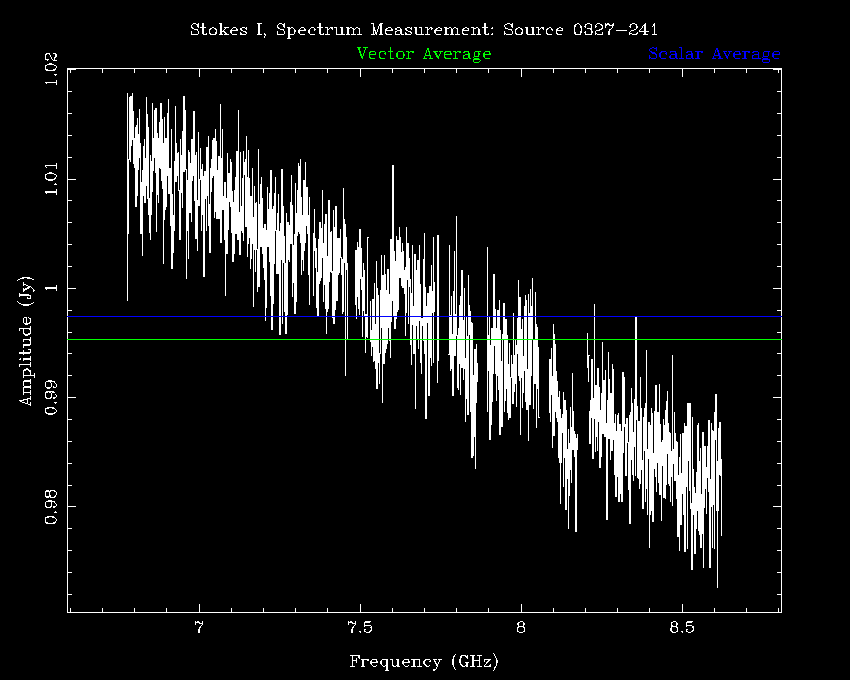 Stokes I, Spectrum Measurement: Source 0327-241
Vector Average
Scalar Average
1.02
1.01
1
0.99
0.98
Amplitude (Jy)
7
7.5
8
8.5
Frequency (GHz)